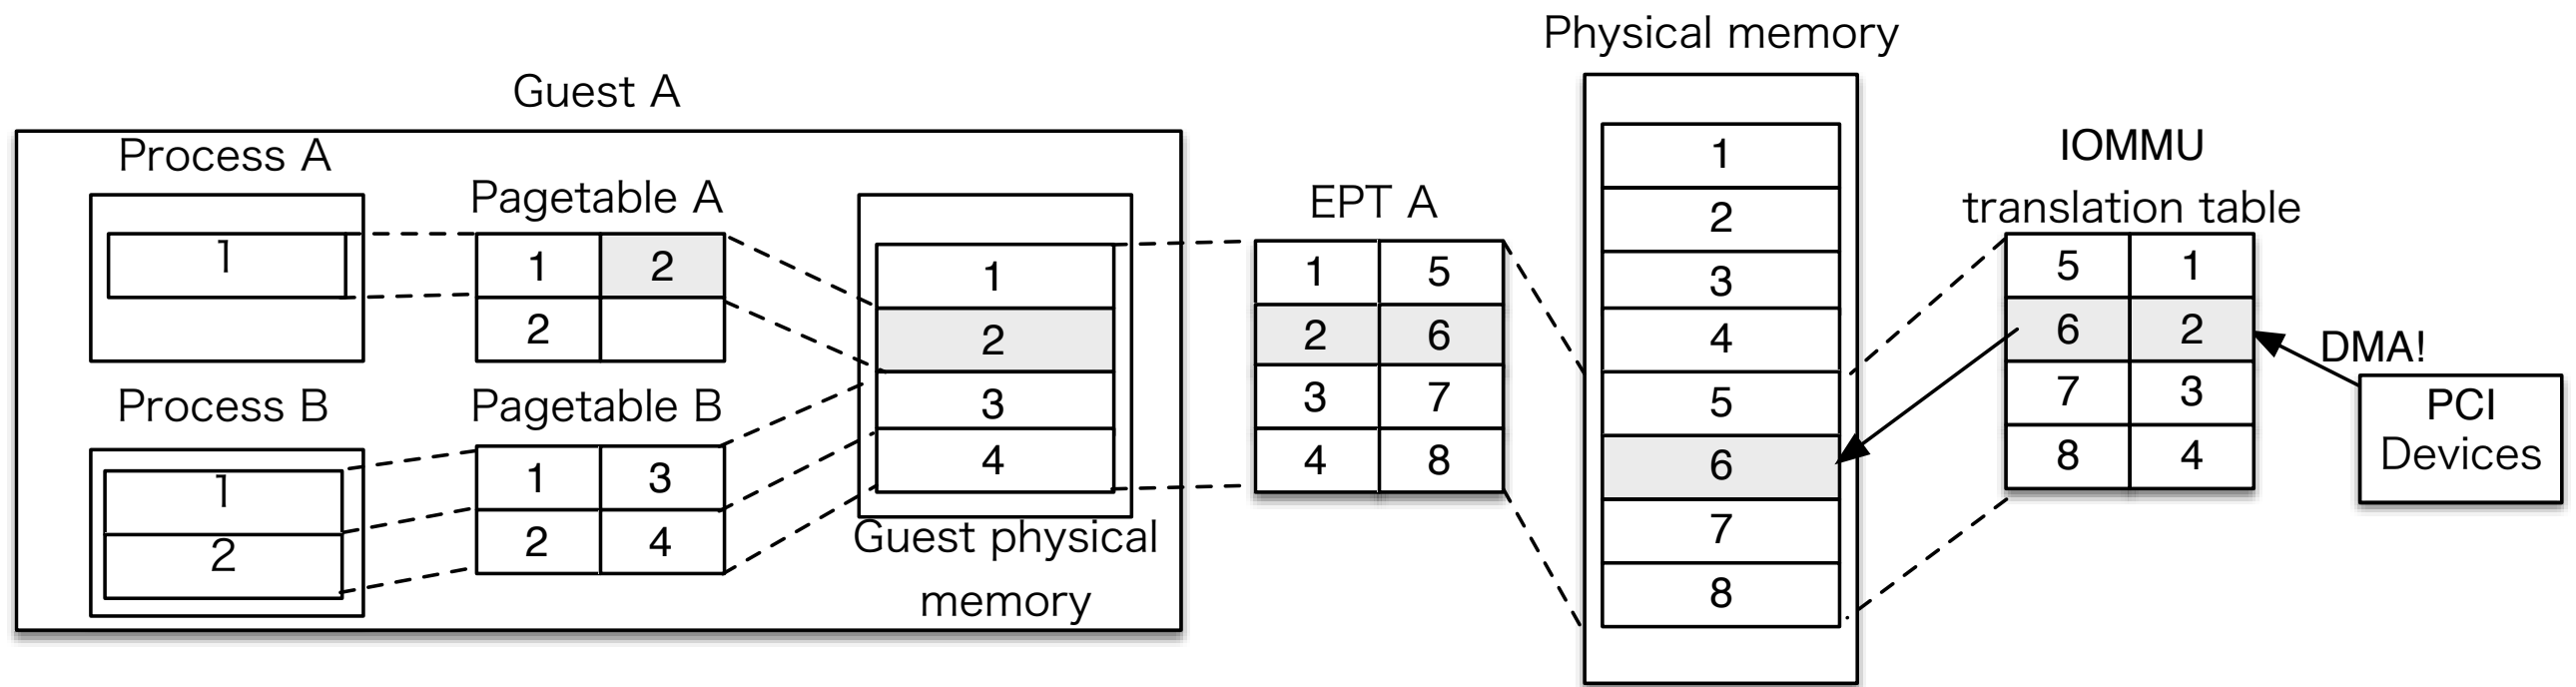 Physical memory
Guest A
Process A
1
Pagetable A
1 2
2
Process B
1
2
Pagetable B
1 3
2 4
1
2
3
4
Guest physical
memory
EPT A
1 5
2 6
3 7
4 8
1
2
3
4
5
6
7
8
IOMMU
translation table
5 1
6 2
7 3
8 4
DMA!
PCI
Devices